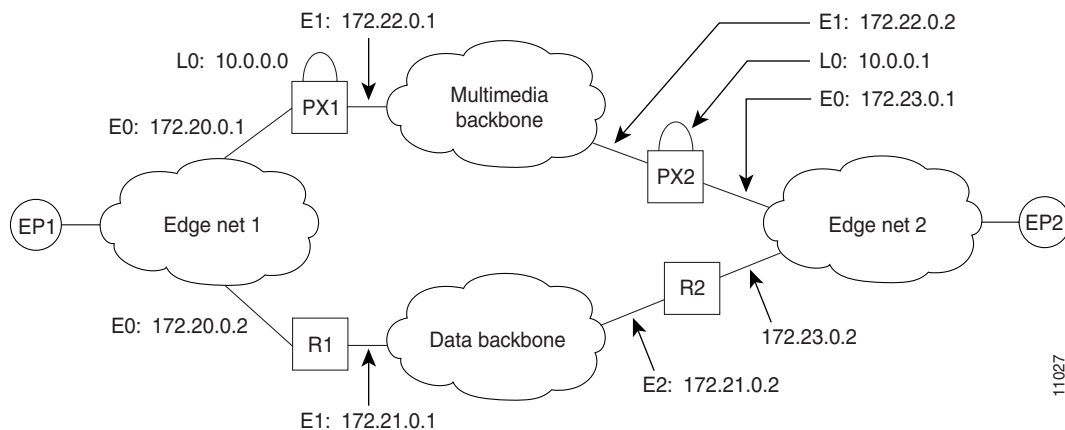 E1: 172.22.0.1
E1: 172.22.0.2
L0: 10.0.0.0
L0: 10.0.0.1
PX1
Multimedia
backbone
E0: 172.23.0.1
E0: 172.20.0.1
PX2
EP1
Edge net 1
Edge net 2
EP2
R2
E0: 172.20.0.2
R1
Data backbone
172.23.0.2
E2: 172.21.0.2
E1: 172.21.0.1
11027